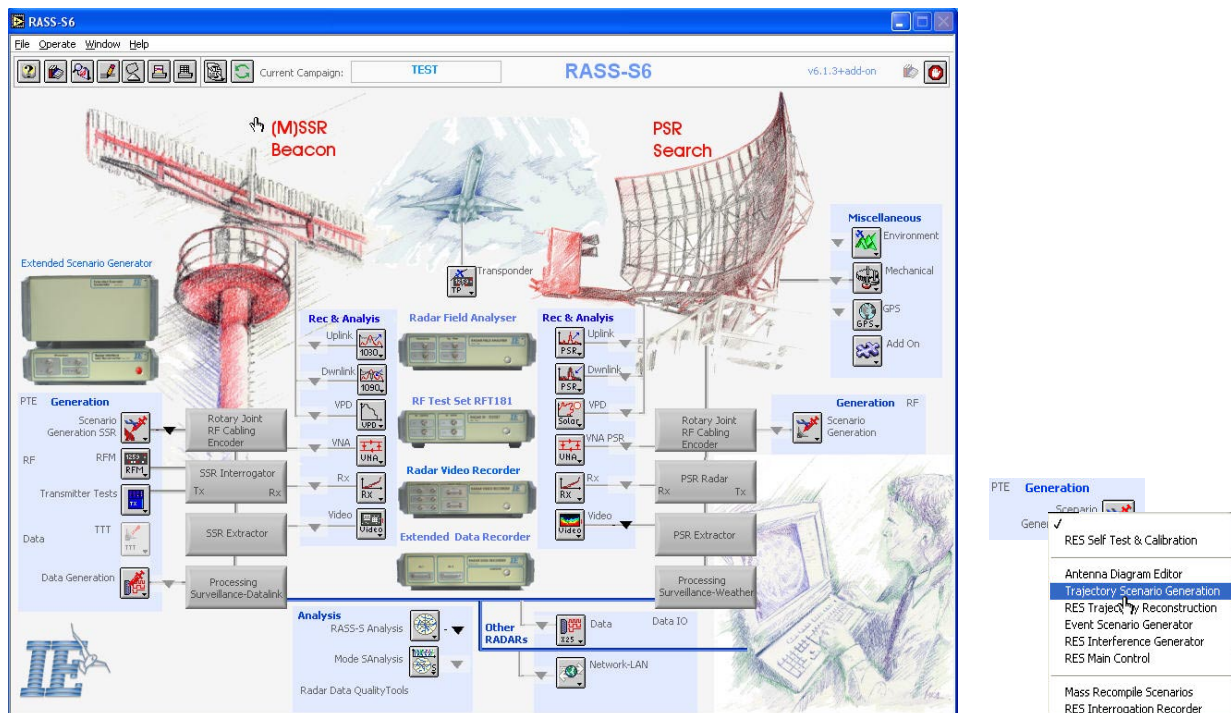 RASS-S6
File Operate Window Help
Current Campaign: TEST RASS-S6 v6.1.3+add-on
(M)SSR
Beacon
PSR
Search
Miscellaneous
Environment
Mechanical
GPS
GPS
Add On
Extended Scenario Generator
Transponder
TP
Rec & Analyis
Uplink
1030
Dwnlink
1090
VPD
VPD
VNA
VNA
Rx
RX
Video
Video
Radar Field Analyser
RF Test Set RFT181
Radar Video Recorder
Extended Data Recorder
Rec & Analyis
Uplink
PSR
Dwnlink
PSR
VPD
Solar
VNA PSR
VNA
Rx
RX
Video
Video
PTE Generation
Scenario
Generation SSR
RF RFM
RFM
Transmitter Tests
TX
TTT
TTT
Data
Data Generation
Rotary Joint
RF Cabling
Encoder
SSR Interrogator
Tx Rx
SSR Extractor
Processing
Surveillance-Datalink
Generation RF
Scenario
Generation
Rotary Joint
RF Cabling
Encoder
PSR Radar
Rx Tx
PSR Extractor
Processing
Surveillance-Weather
Analysis
RASS-S Analysis
Mode SAnalysis
Radar Data QualityTools
Other
RADARs
Data Data IO
X25
Network-LAN
IE
PTE Generation
Scenario
Gener
RES Self Test & Calibration
Antenna Diagram Editor
Trajectory Scenario Generation
RES Trajectory Reconstruction
Event Scenario Generator
RES Interference Generator
RES Main Control
Mass Recompile Scenarios
RES Interrogation Recorder